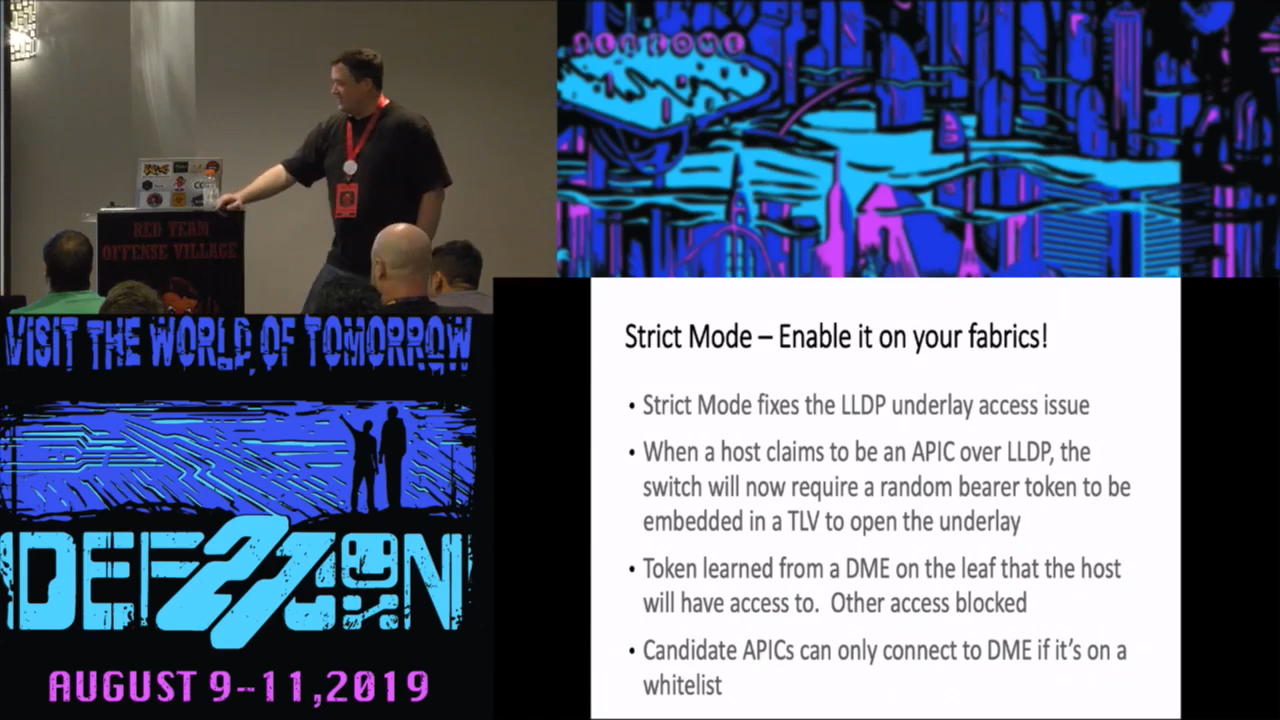 WELCOME
RED TEAM
OFFENSE VILLAGE
VISIT THE WORLD OF TOMORROW
DEF27CON
AUGUST 9-11,2019
Strict Mode – Enable it on your fabrics!
• Strict Mode fixes the LLDP underlay access issue
• When a host claims to be an APIC over LLDP, the
switch will now require a random bearer token to be
embedded in a TLV to open the underlay
• Token learned from a DME on the leaf that the host
will have access to.  Other access blocked
• Candidate APICs can only connect to DME if it's on a
whitelist